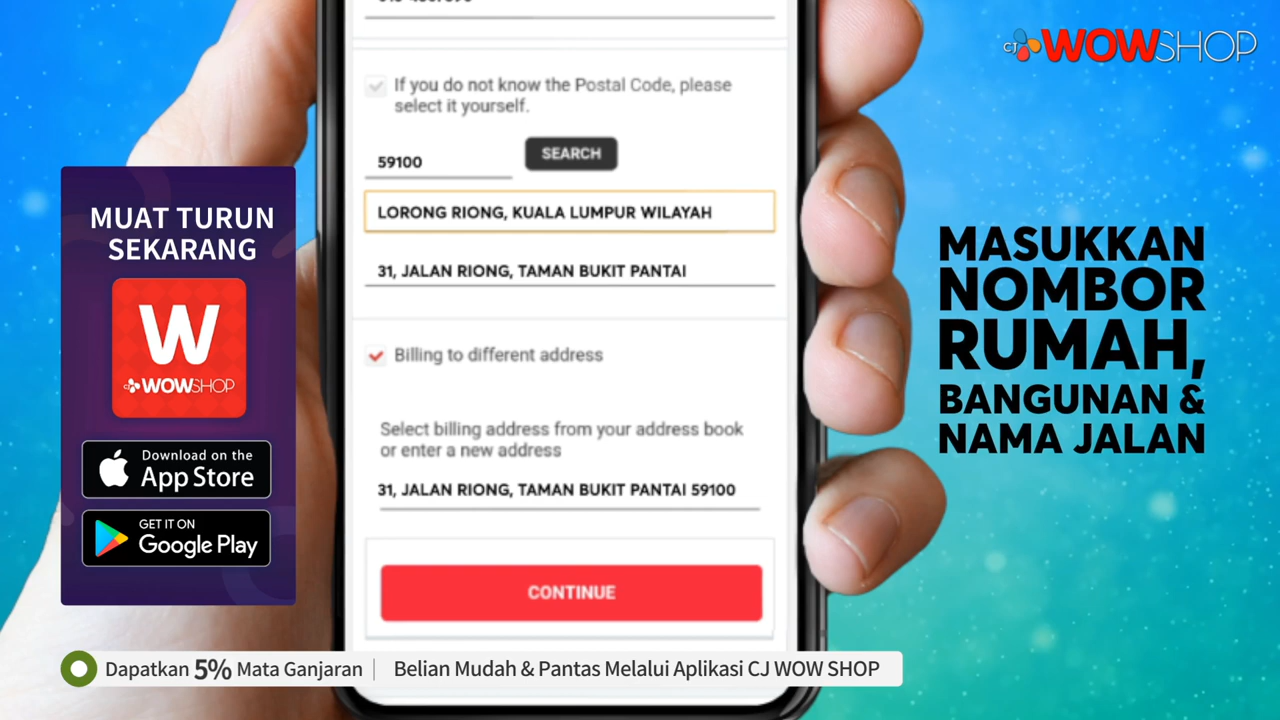 CJ WOWSHOP
If you do not know the Postal Code, please
select it yourself.
59100
SEARCH
LORONG RIONG, KUALA LUMPUR WILAYAH
31, JALAN RIONG, TAMAN BUKIT PANTAI
Billing to different address
Select billing address from your address book
or enter a new address
31, JALAN RIONG, TAMAN BUKIT PANTAI 59100
CONTINUE
MUAT TURUN
SEKARANG
W
CJ WOWSHOP
Download on the
App Store
GET IT ON
Google Play
MASUKKAN
NOMBOR
RUMAH,
BANGUNAN &
NAMA JALAN
Dapatkan 5% Mata Ganjaran | Belian Mudah & Pantas Melalui Aplikasi CJ WOW SHOP